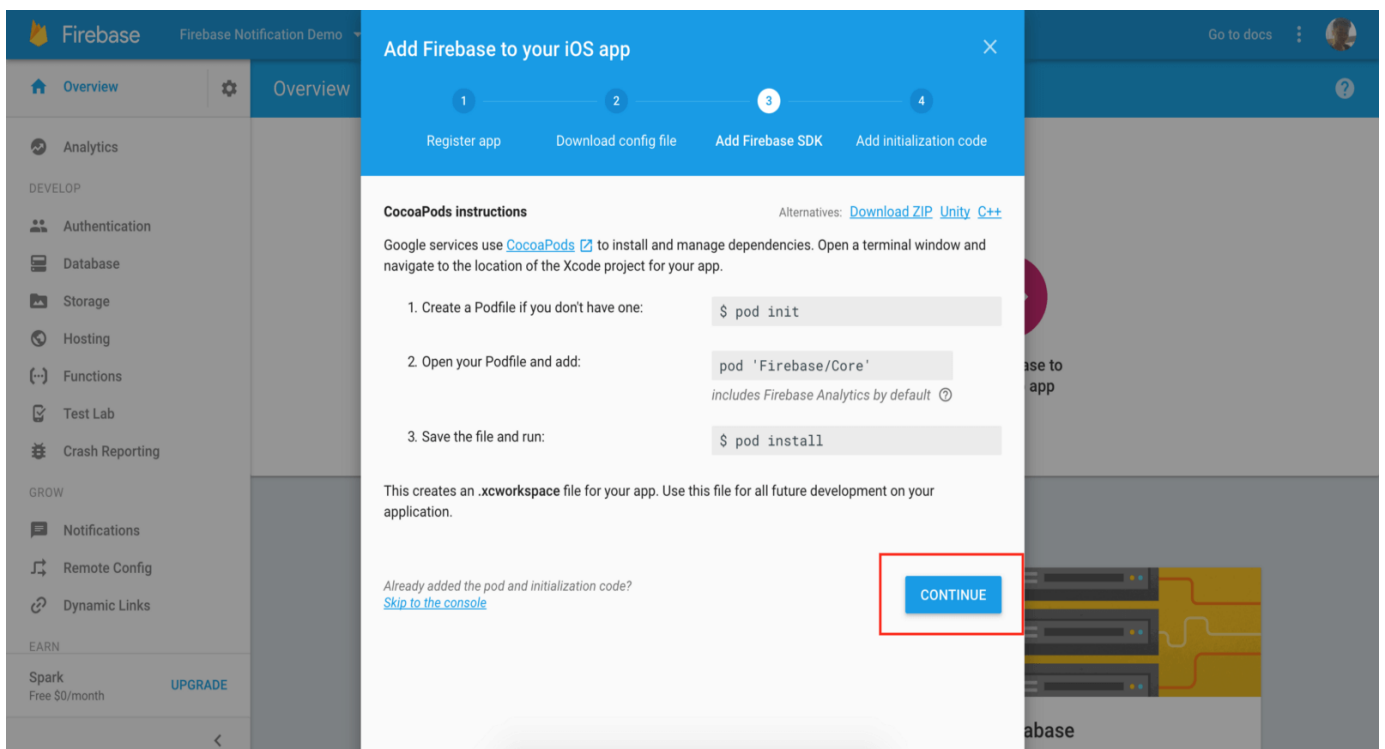 Firebase
Firebase Notification Demo
Go to docs
Overview
Overview
Analytics
DEVELOP
Authentication
Database
Storage
Hosting
Functions
Test Lab
Crash Reporting
GROW
Notifications
Remote Config
Dynamic Links
EARN
Spark
Free $0/month
UPGRADE
Add Firebase to your iOS app
1
2
3
4
Register app
Download config file
Add Firebase SDK
Add initialization code
CocoaPods instructions
Alternatives: Download ZIP Unity C++
Google services use CocoaPods to install and manage dependencies. Open a terminal window and
navigate to the location of the Xcode project for your app.
1. Create a Podfile if you don't have one:
$ pod init
2. Open your Podfile and add:
pod 'Firebase/Core'
includes Firebase Analytics by default
3. Save the file and run:
$ pod install
This creates an .xcworkspace file for your app. Use this file for all future development on your
application.
Already added the pod and initialization code?
Skip to the console
CONTINUE
ase to
app
abase